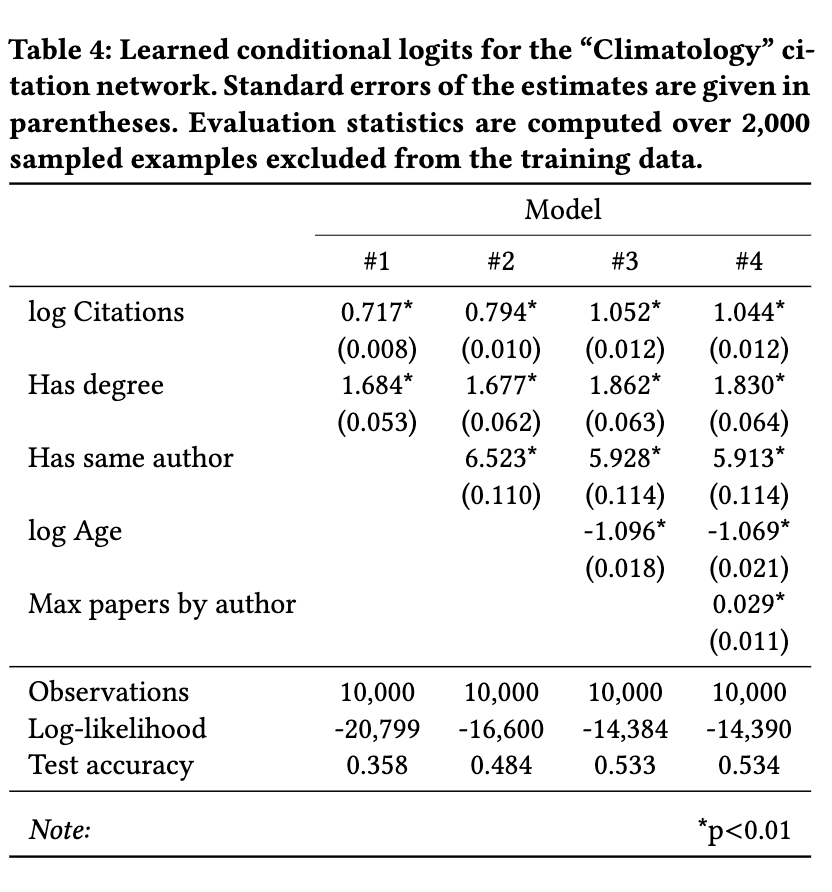 Table 4: Learned conditional logits for the “Climatology” ci-
tation network. Standard errors of the estimates are given in
parentheses. Evaluation statistics are computed over 2,000
sampled examples excluded from the training data.
Model
#1 #2 #3 #4
log Citations 0.717* 0.794* 1.052* 1.044*
(0.008) (0.010) (0.012) (0.012)
Has degree 1.684* 1.677* 1.862* 1.830*
(0.053) (0.062) (0.063) (0.064)
Has same author 6.523* 5.928* 5.913*
(0.110) (0.114) (0.114)
log Age -1.096* -1.069*
(0.018) (0.021)
Max papers by author 0.029*
(0.011)
Observations 10,000 10,000 10,000 10,000
Log-likelihood -20,799 -16,600 -14,384 -14,390
Test accuracy 0.358 0.484 0.533 0.534
Note: *p<0.01